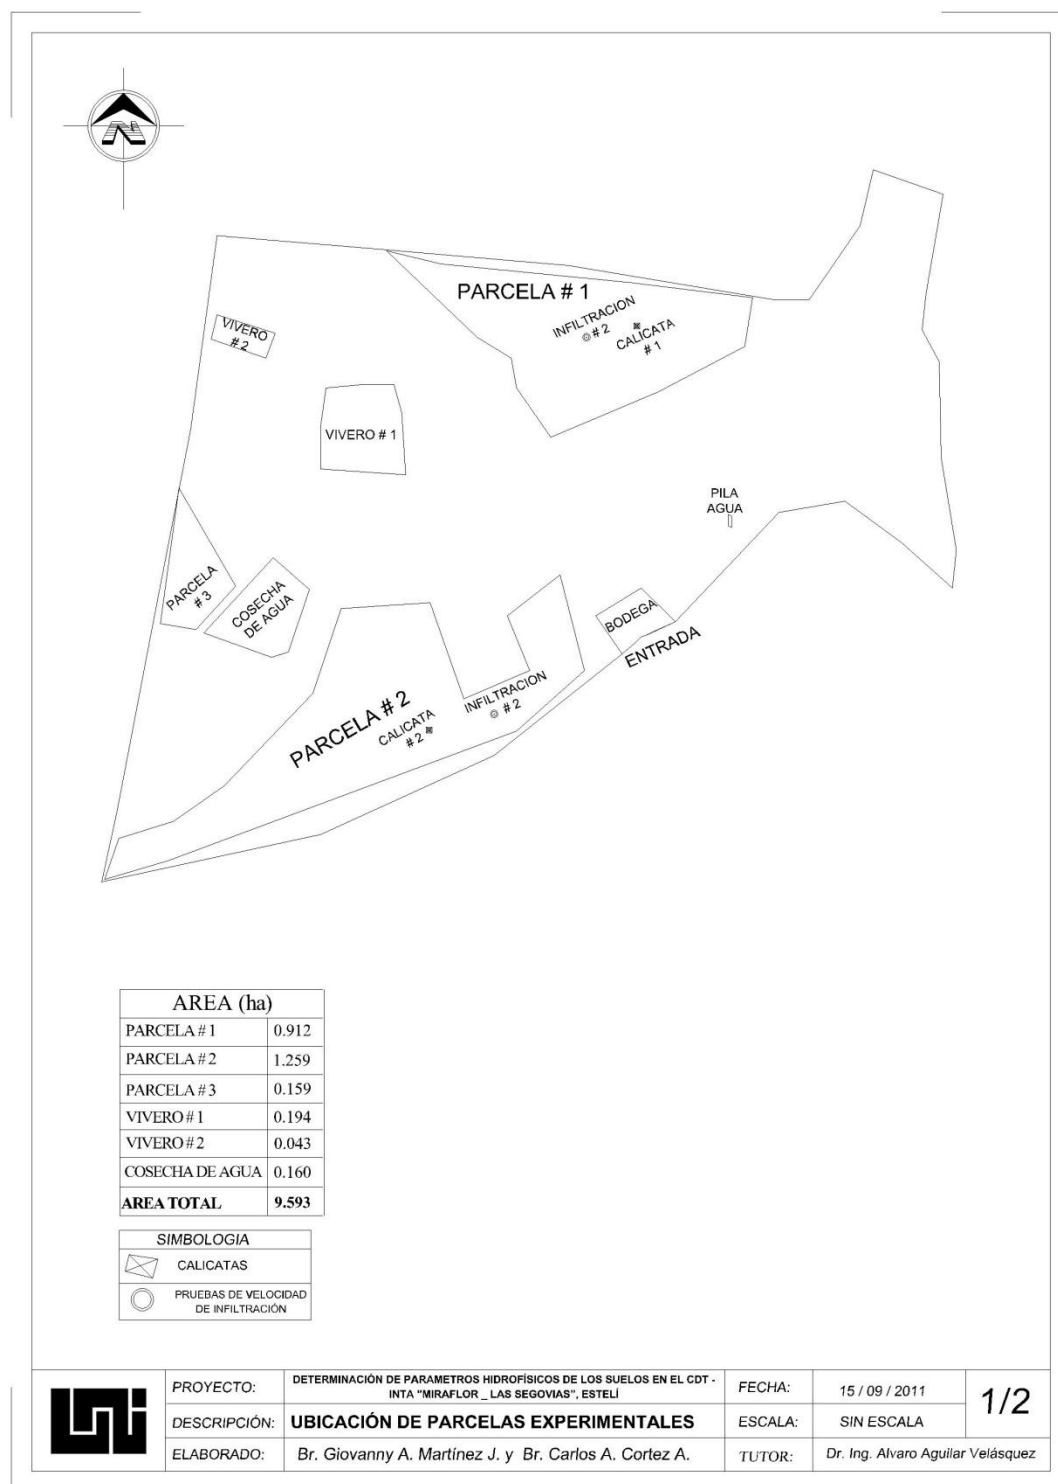 N
PARCELA # 1
INFILTRACION
# 2
CALICATA
# 1
VIVERO
# 2
VIVERO # 1
PILA
AGUA
PARCELA
# 3
COSECHA
DE AGUA
BODEGA
ENTRADA
INFILTRACION
# 2
PARCELA # 2
CALICATA
# 2
AREA (ha)
PARCELA # 1 0.912
PARCELA # 2 1.259
PARCELA # 3 0.159
VIVERO # 1 0.194
VIVERO # 2 0.043
COSECHA DE AGUA 0.160
AREA TOTAL 9.593
SIMBOLOGIA
CALICATAS
PRUEBAS DE VELOCIDAD
DE INFILTRACIÓN
uni
PROYECTO:
DETERMINACIÓN DE PARAMETROS HIDROFÍSICOS DE LOS SUELOS EN EL CDT -
INTA "MIRAFLOR _ LAS SEGOVIAS", ESTELÍ
FECHA: 15 / 09 / 2011
1/2
DESCRIPCIÓN: UBICACIÓN DE PARCELAS EXPERIMENTALES
ESCALA: SIN ESCALA
ELABORADO: Br. Giovanny A. Martínez J. y Br. Carlos A. Cortez A.
TUTOR: Dr. Ing. Alvaro Aguilar Velásquez